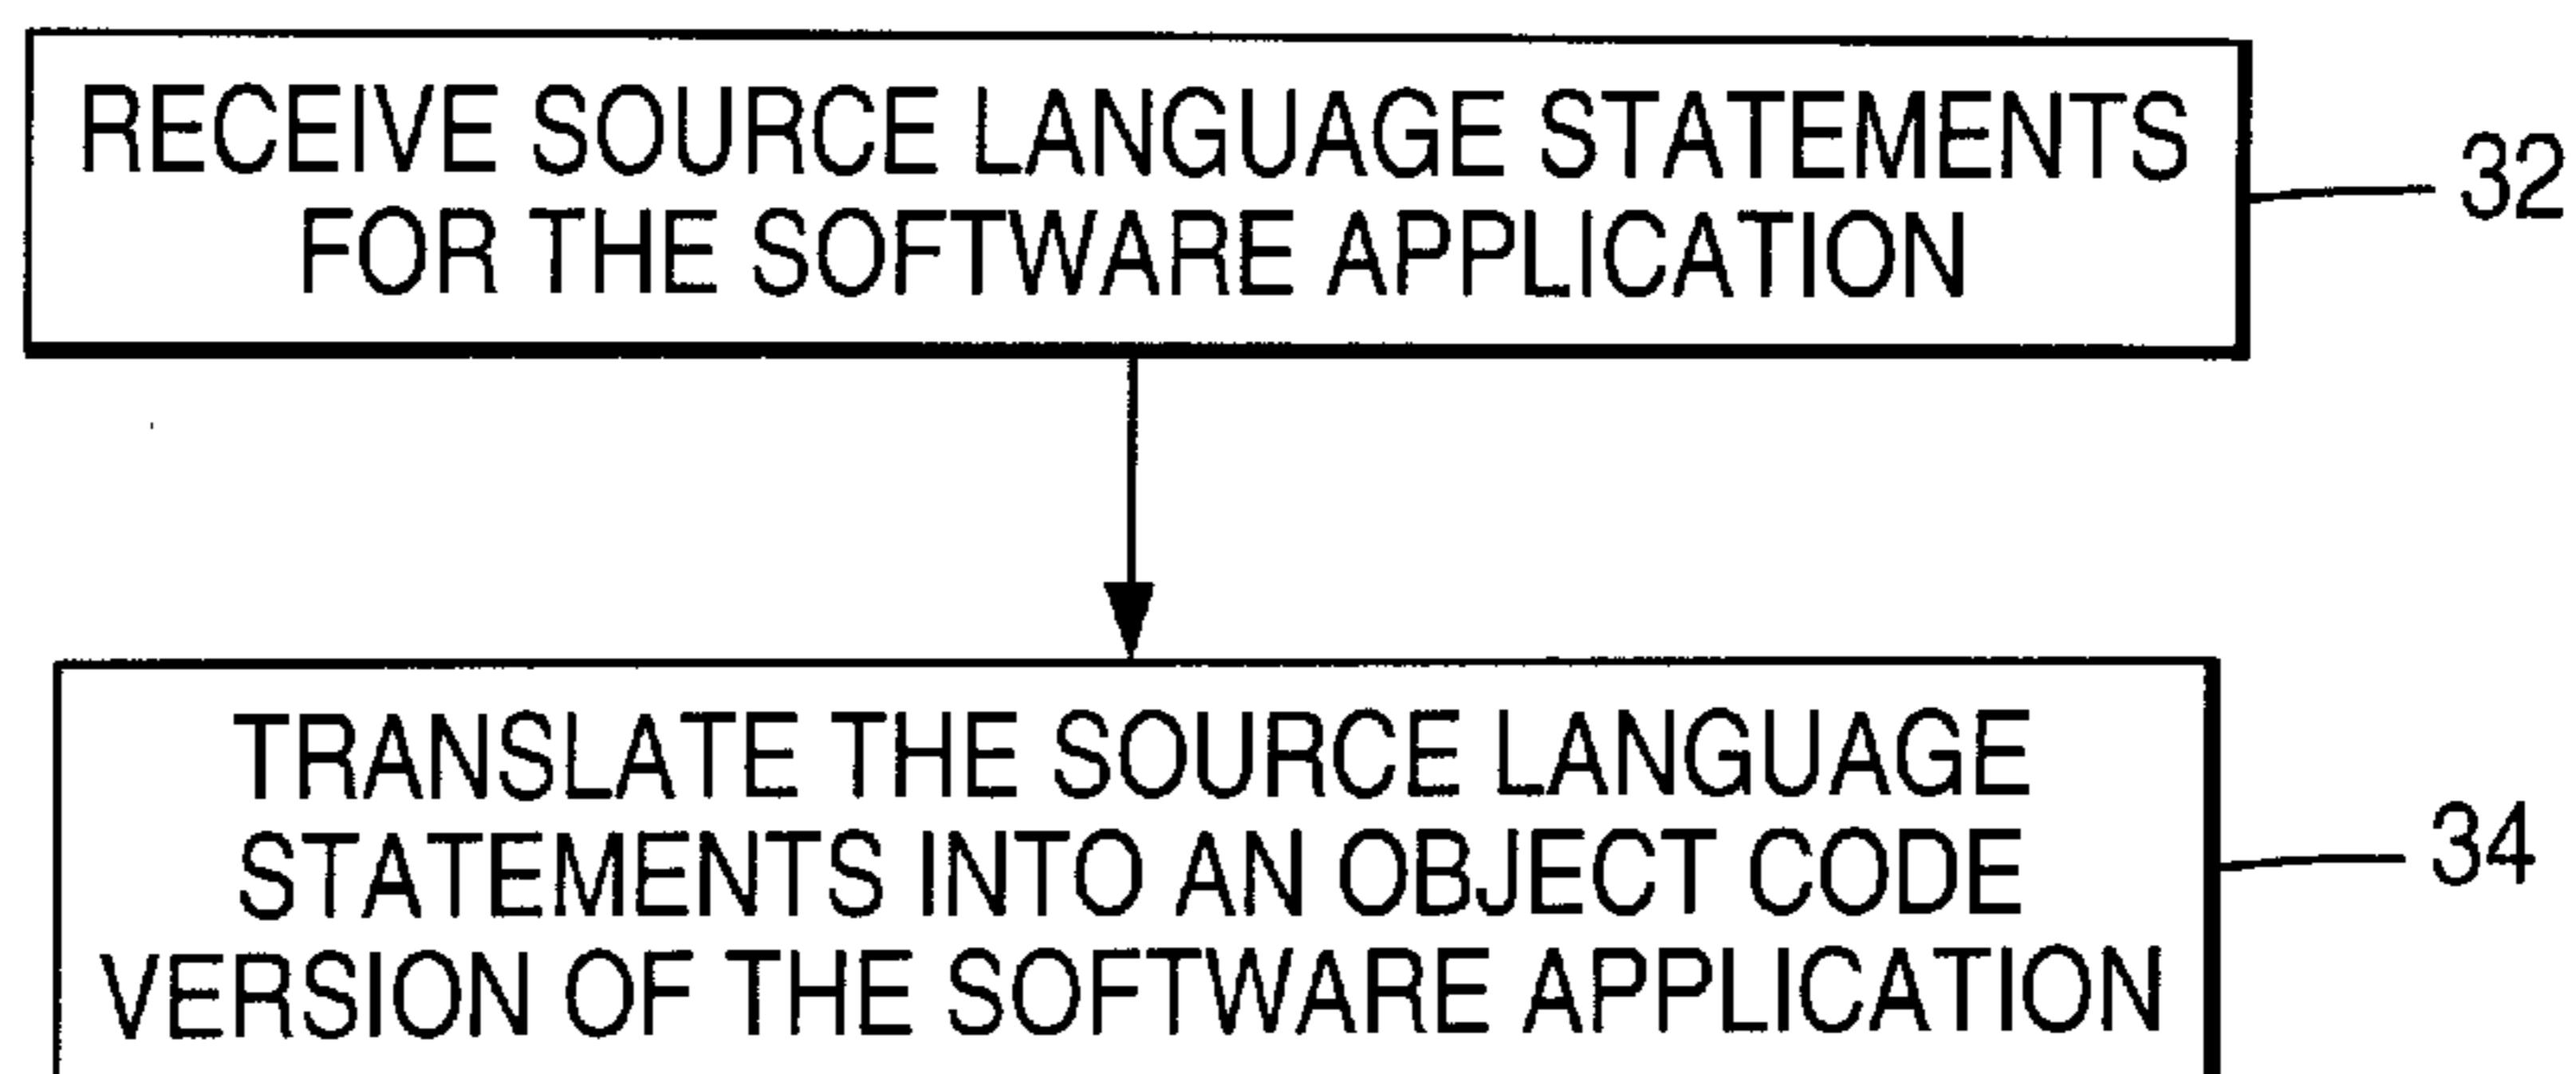 RECEIVE SOURCE LANGUAGE STATEMENTS
FOR THE SOFTWARE APPLICATION
32
TRANSLATE THE SOURCE LANGUAGE
STATEMENTS INTO AN OBJECT CODE
VERSION OF THE SOFTWARE APPLICATION
34